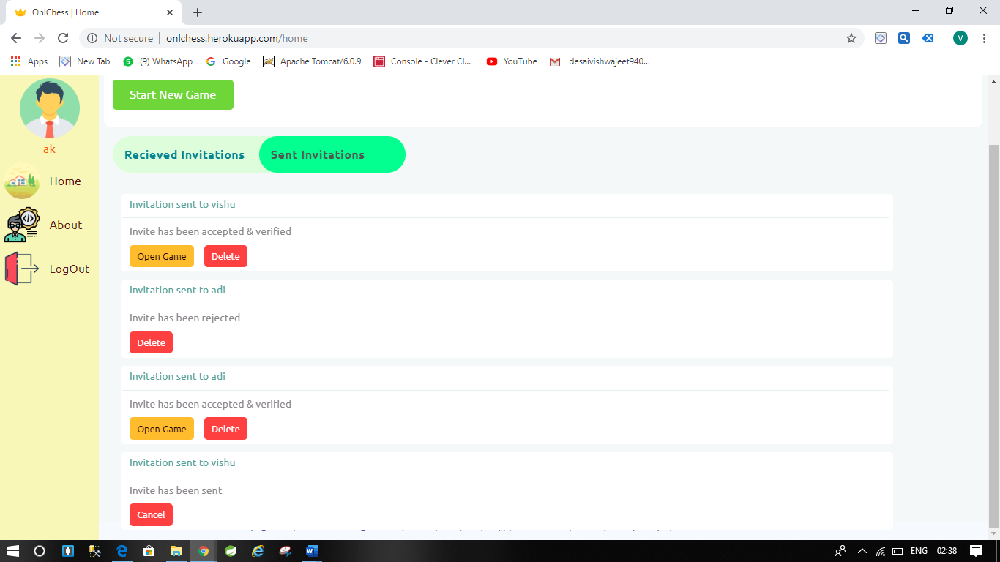 OnlChess | Home
Not secure
onlchess.herokuapp.com/home
V
Apps
New Tab
5
(9) WhatsApp
Google
Apache Tomcat/6.0.9
Console - Clever Cl...
YouTube
desaivishwajeet940...
Start New Game
ak
Recieved Invitations
Sent Invitations
Home
About
LogOut
Invitation sent to vishu
Invite has been accepted & verified
Open Game
Delete
Invitation sent to adi
Invite has been rejected
Delete
Invitation sent to adi
Invite has been accepted & verified
Open Game
Delete
Invitation sent to vishu
Invite has been sent
Cancel
ENG
02:38